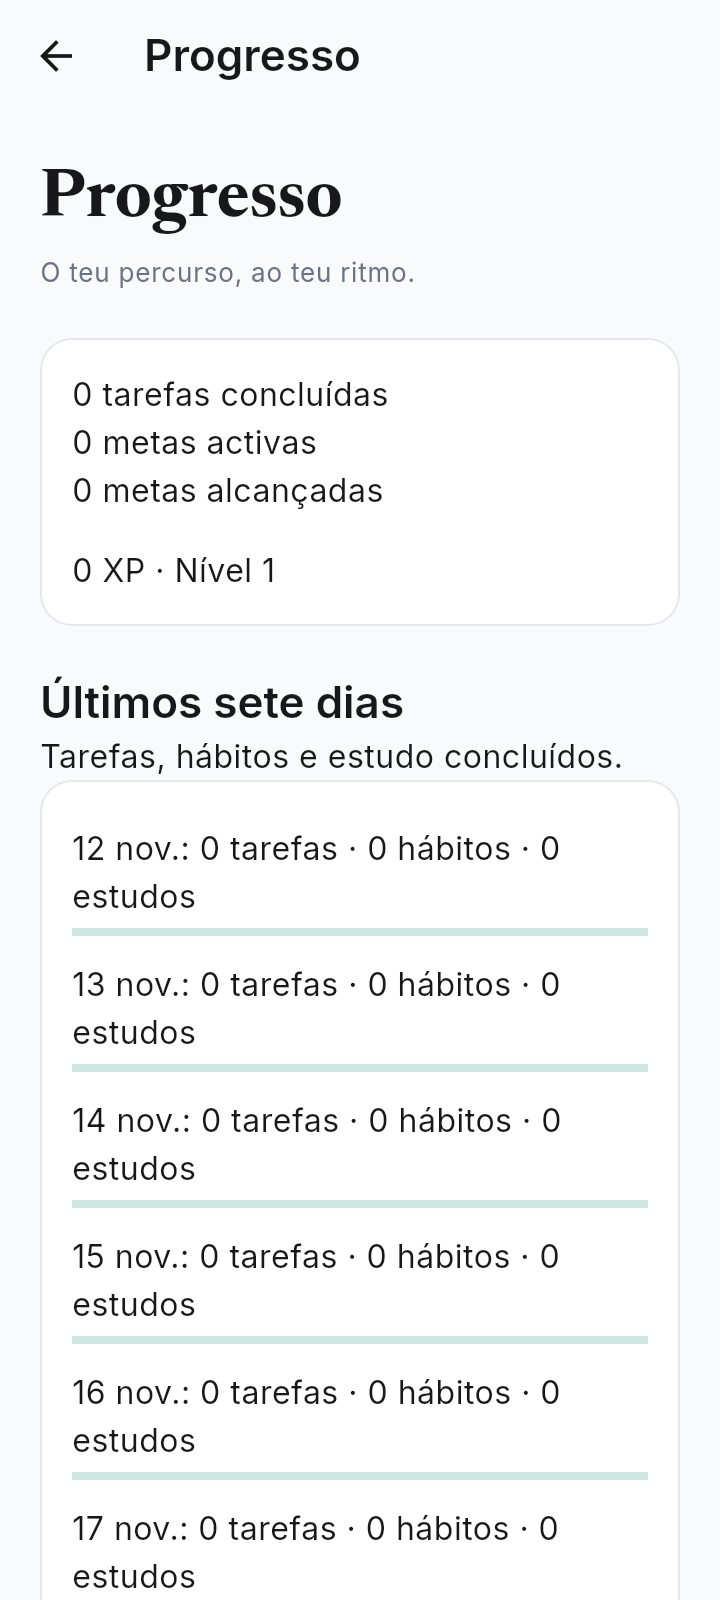 Progresso
Progresso
O teu percurso, ao teu ritmo.
0 tarefas concluídas
0 metas activas
0 metas alcançadas
0 XP · Nível 1
Últimos sete dias
Tarefas, hábitos e estudo concluídos.
12 nov.: 0 tarefas · 0 hábitos · 0
estudos
13 nov.: 0 tarefas · 0 hábitos · 0
estudos
14 nov.: 0 tarefas · 0 hábitos · 0
estudos
15 nov.: 0 tarefas · 0 hábitos · 0
estudos
16 nov.: 0 tarefas · 0 hábitos · 0
estudos
17 nov.: 0 tarefas · 0 hábitos · 0
estudos